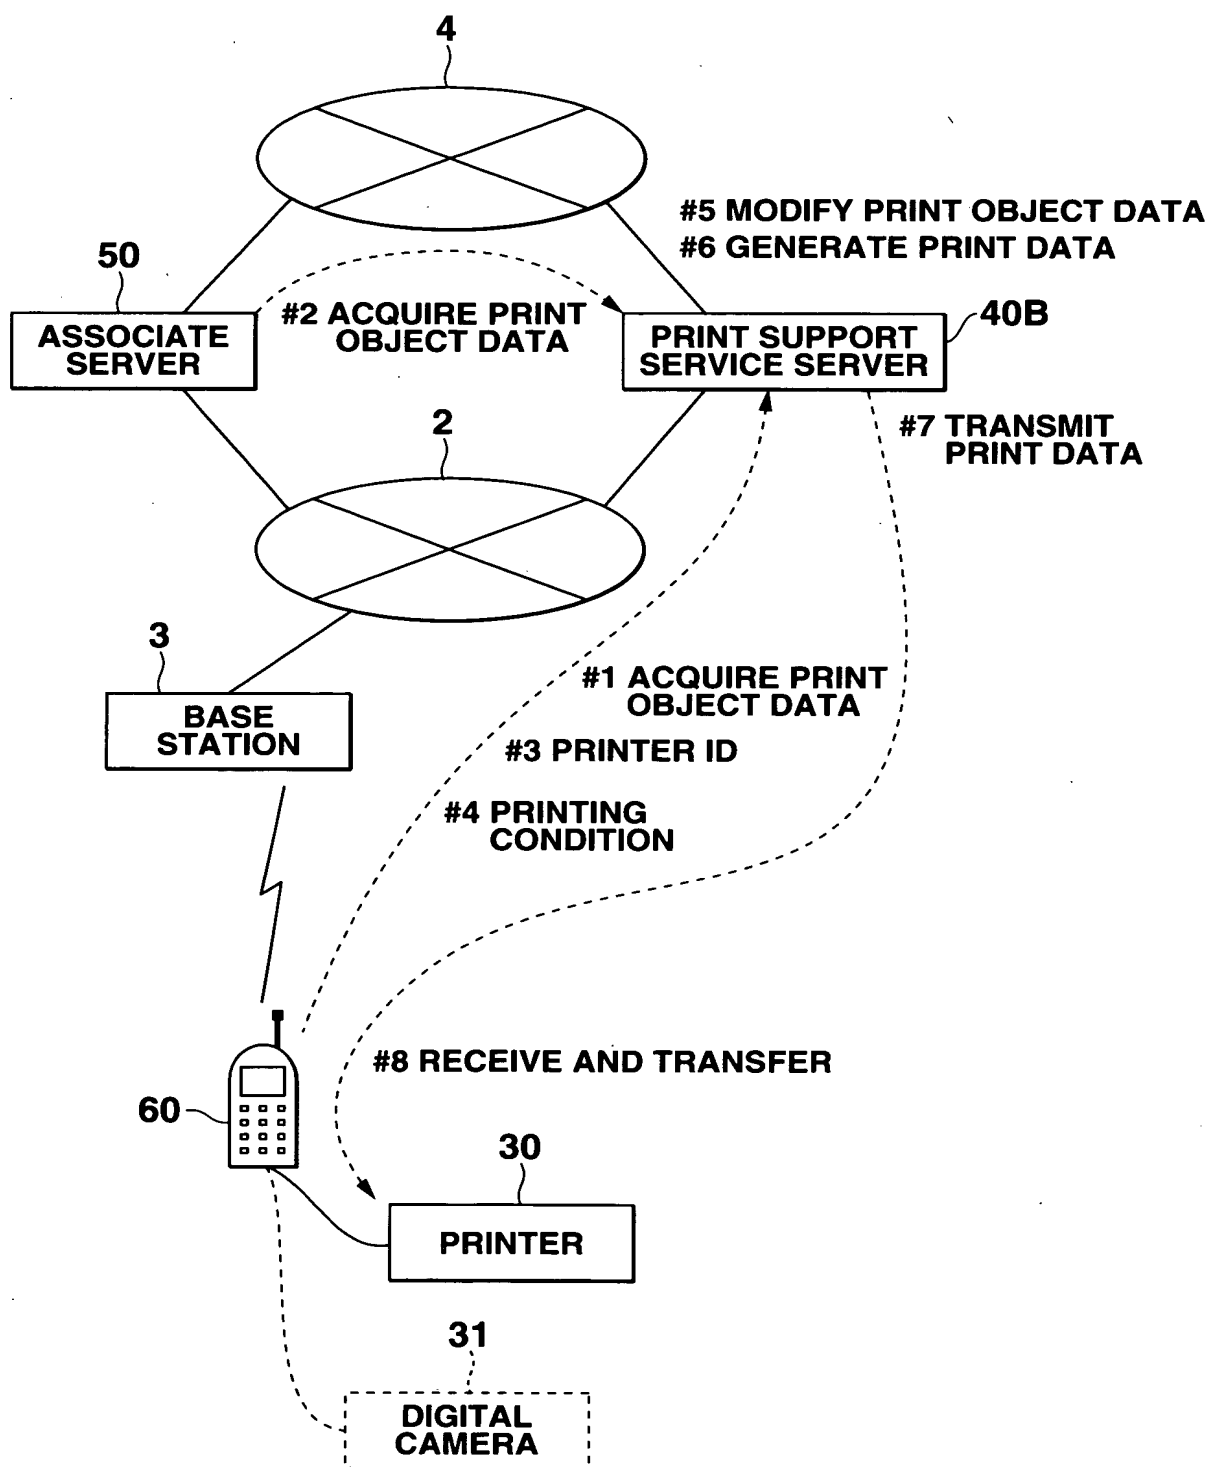 4
#5 MODIFY PRINT OBJECT DATA
#6 GENERATE PRINT DATA
50
ASSOCIATE
SERVER
#2 ACQUIRE PRINT
OBJECT DATA
PRINT SUPPORT
SERVICE SERVER
40B
#7 TRANSMIT
PRINT DATA
2
3
BASE
STATION
#1 ACQUIRE PRINT
OBJECT DATA
#3 PRINTER ID
#4 PRINTING
CONDITION
#8 RECEIVE AND TRANSFER
60
30
PRINTER
31
DIGITAL
CAMERA